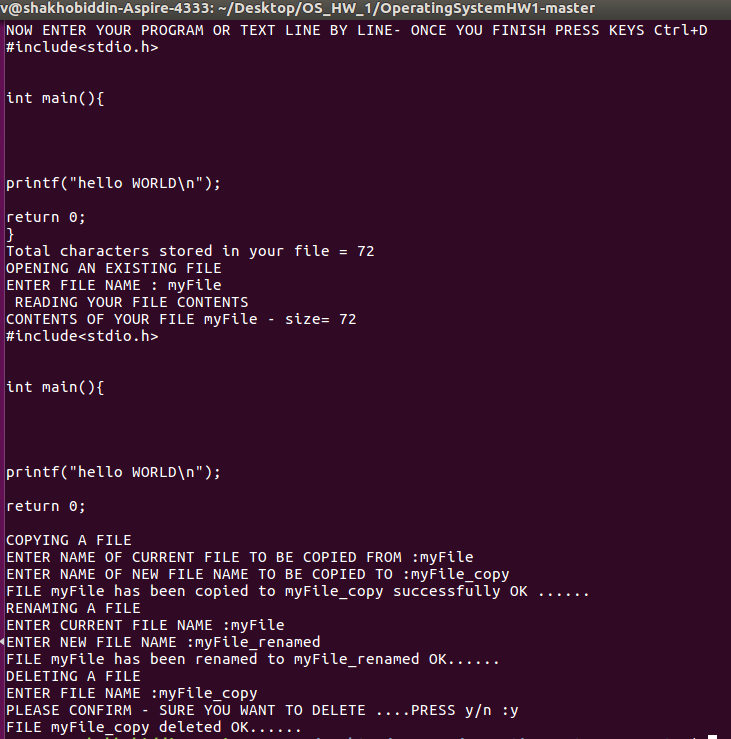 v@shakhobiddin-Aspire-4333: ~/Desktop/OS_HW_1/OperatingSystemHW1-master
NOW ENTER YOUR PROGRAM OR TEXT LINE BY LINE- ONCE YOU FINISH PRESS KEYS Ctrl+D
#include<stdio.h>
int main(){
printf("hello WORLD\n");
return 0;
}
Total characters stored in your file = 72
OPENING AN EXISTING FILE
ENTER FILE NAME : myFile
READING YOUR FILE CONTENTS
CONTENTS OF YOUR FILE myFile - size= 72
#include<stdio.h>
int main(){
printf("hello WORLD\n");
return 0;
COPYING A FILE
ENTER NAME OF CURRENT FILE TO BE COPIED FROM :myFile
ENTER NAME OF NEW FILE NAME TO BE COPIED TO :myFile_copy
FILE myFile has been copied to myFile_copy successfully OK ......
RENAMING A FILE
ENTER CURRENT FILE NAME :myFile
ENTER NEW FILE NAME :myFile_renamed
FILE myFile has been renamed to myFile_renamed OK......
DELETING A FILE
ENTER FILE NAME :myFile_copy
PLEASE CONFIRM - SURE YOU WANT TO DELETE ....PRESS y/n :y
FILE myFile_copy deleted OK......